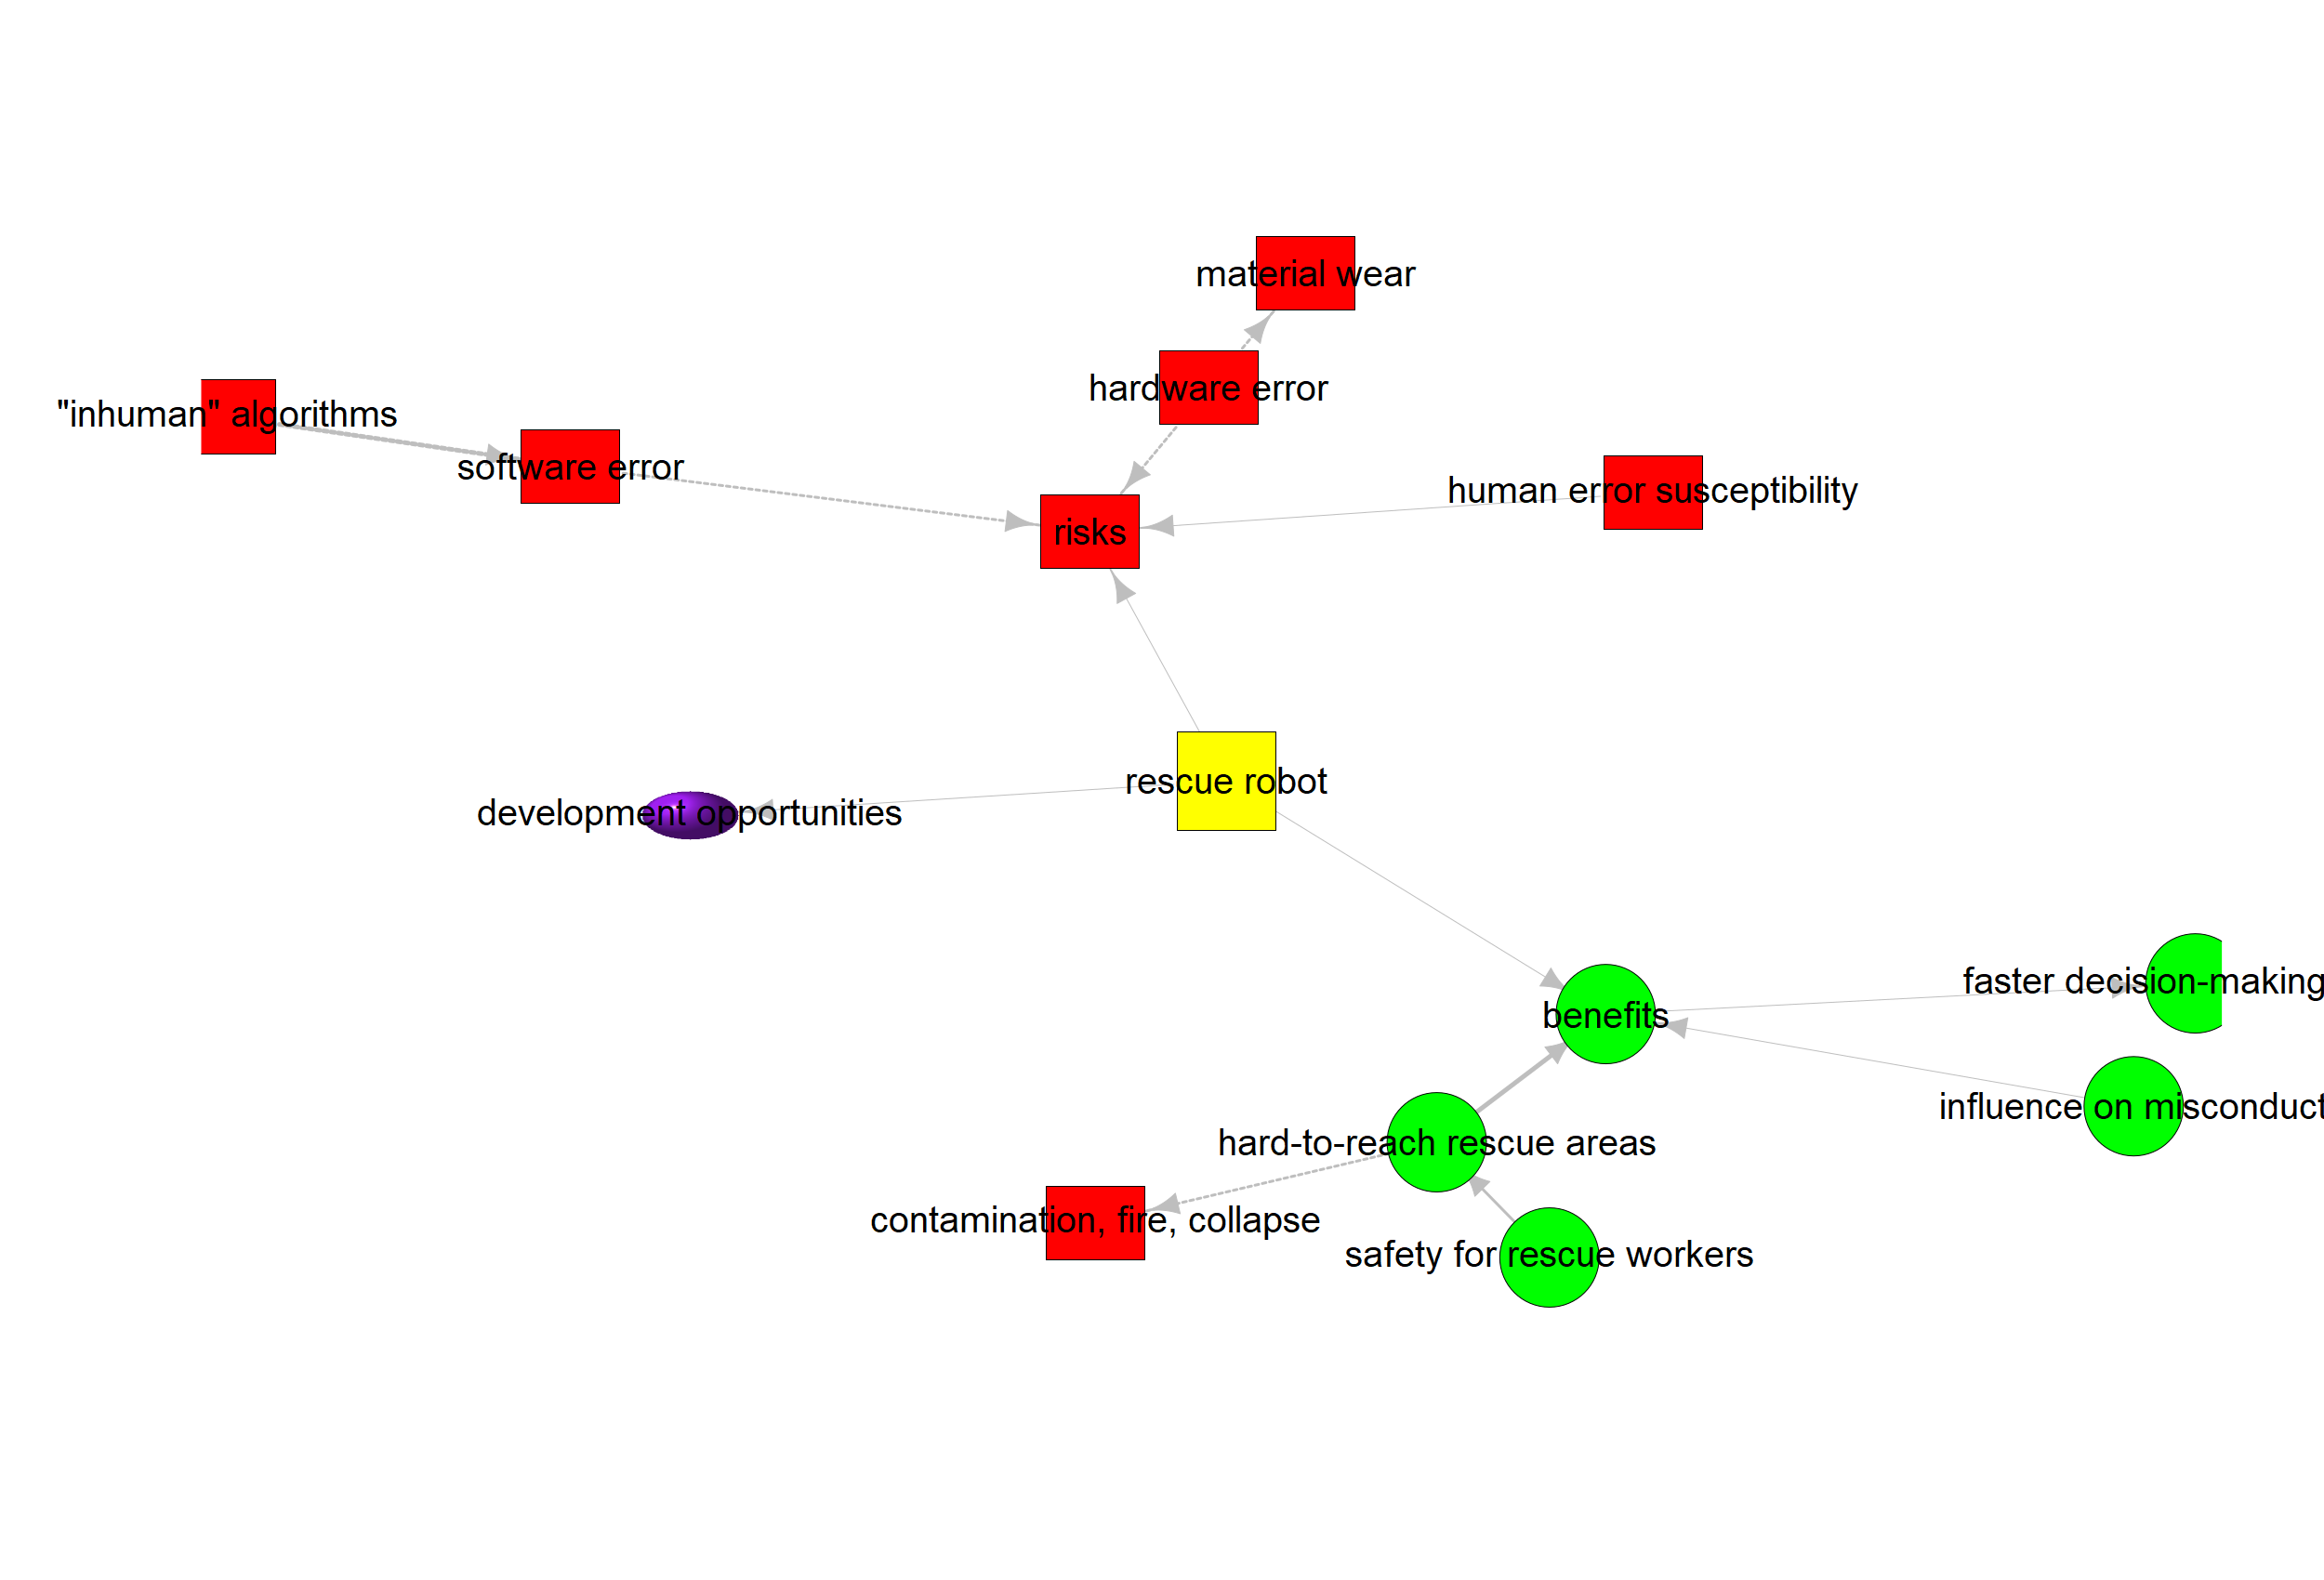 material wear
hardware error
"inhuman" algorithms
software error
human error susceptibility
risks
rescue robot
development opportunities
faster decision-making
benefits
influence on misconduct
hard-to-reach rescue areas
contamination, fire, collapse
safety for rescue workers